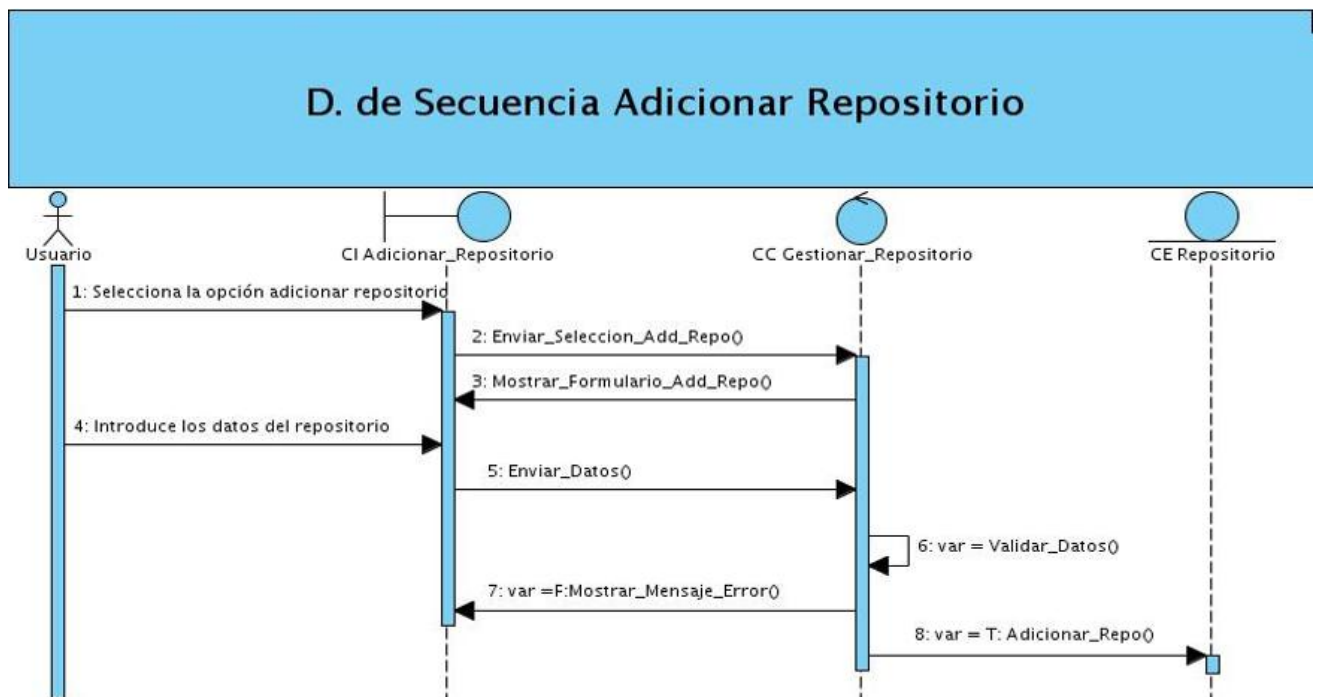 D. de Secuencia Adicionar Repositorio
Usuario
CI Adicionar_Repositorio
CC Gestionar_Repositorio
CE Repositorio
1: Selecciona la opción adicionar repositorio
2: Enviar_Seleccion_Add_Repo()
3: Mostrar_Formulario_Add_Repo()
4: Introduce los datos del repositorio
5: Enviar_Datos()
6: var = Validar_Datos()
7: var =F:Mostrar_Mensaje_Error()
8: var = T: Adicionar_Repo()